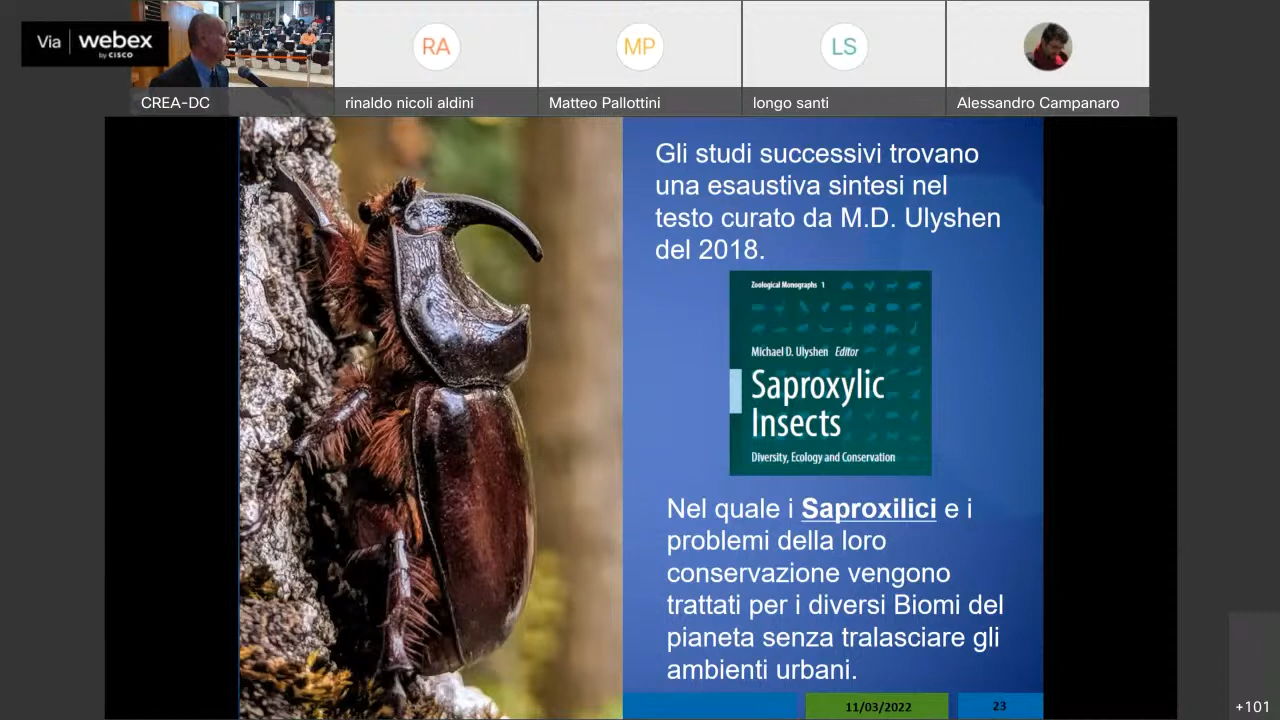 Via webex
by CISCO
CREA-DC
rinaldo nicoli aldini
Matteo Pallottini
longo santi
Alessandro Campanaro
RA
MP
LS
Gli studi successivi trovano
una esaustiva sintesi nel
testo curato da M.D. Ulyshen
del 2018.
Zoological Monographs 1
Michael D. Ulyshen Editor
Saproxylic
Insects
Diversity, Ecology and Conservation
Nel quale i Saproxilici e i
problemi della loro
conservazione vengono
trattati per i diversi Biomi del
pianeta senza tralasciare gli
ambienti urbani.
11/03/2022
23
+101